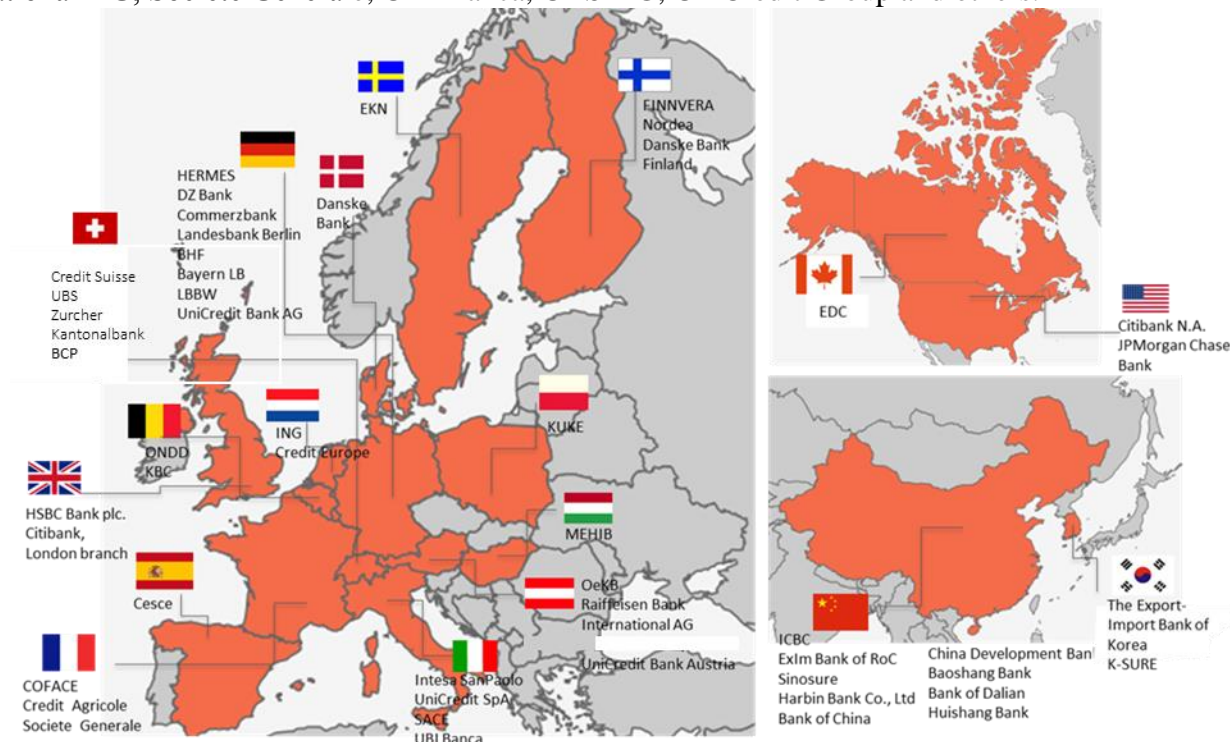 EKN
FINNVERA
Nordea
Danske Bank
Finland
HERMES
DZ Bank
Commerzbank
Landesbank Berlin
BHF
Bayern LB
LBBW
UniCredit Bank AG
Danske
Bank
Credit Suisse
UBS
Zurcher
Kantonalbank
BCP
ONDD
KBC
ING
Credit Europe
KUKE
HSBC Bank plc.
Citibank,
London branch
MEHIB
Cesce
OeKB
Raiffeisen Bank
International AG
UniCredit Bank Austria
COFACE
Credit Agricole
Societe Generale
Intesa SanPaolo
UniCredit SpA
SACE
UBI Banca
EDC
Citibank N.A.
JPMorgan Chase
Bank
ICBC
ExIm Bank of RoC
Sinosure
Harbin Bank Co., Ltd
Bank of China
China Development Ban
Baoshang Bank
Bank of Dalian
Huishang Bank
The Export-
Import Bank of
Korea
K-SURE